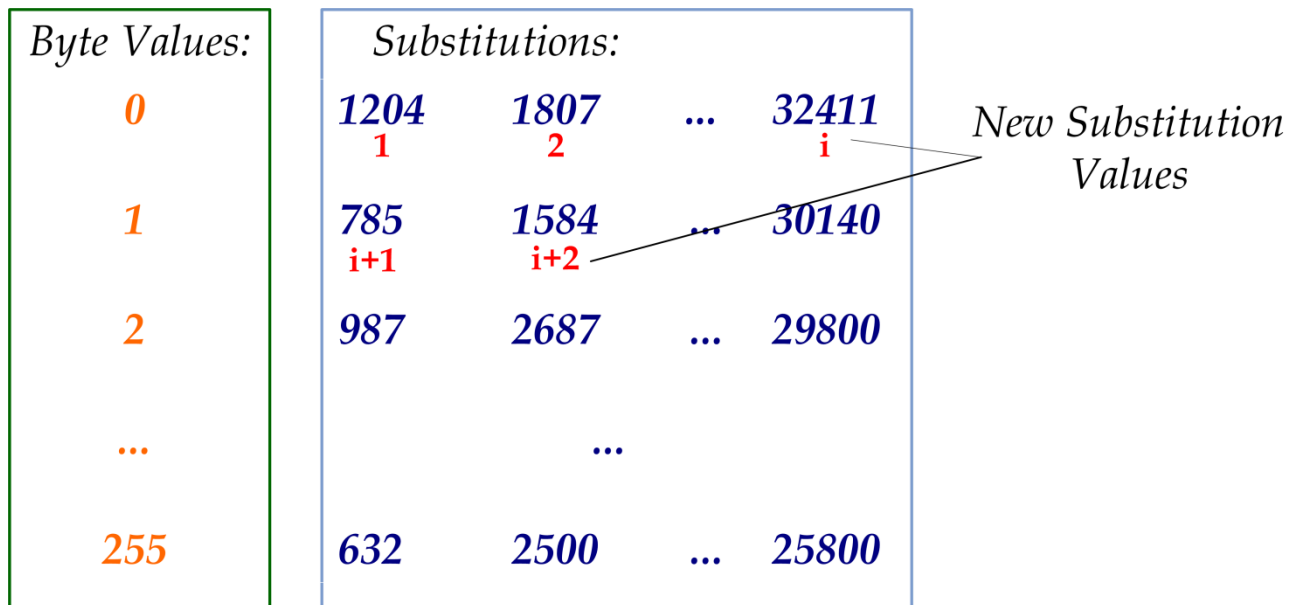 Byte Values: Substitutions:
0 1204 1807 ... 32411
1 2 i
New Substitution
Values
1 785 1584 ... 30140
i+1 i+2
2 987 2687 ... 29800
... ...
255 632 2500 ... 25800